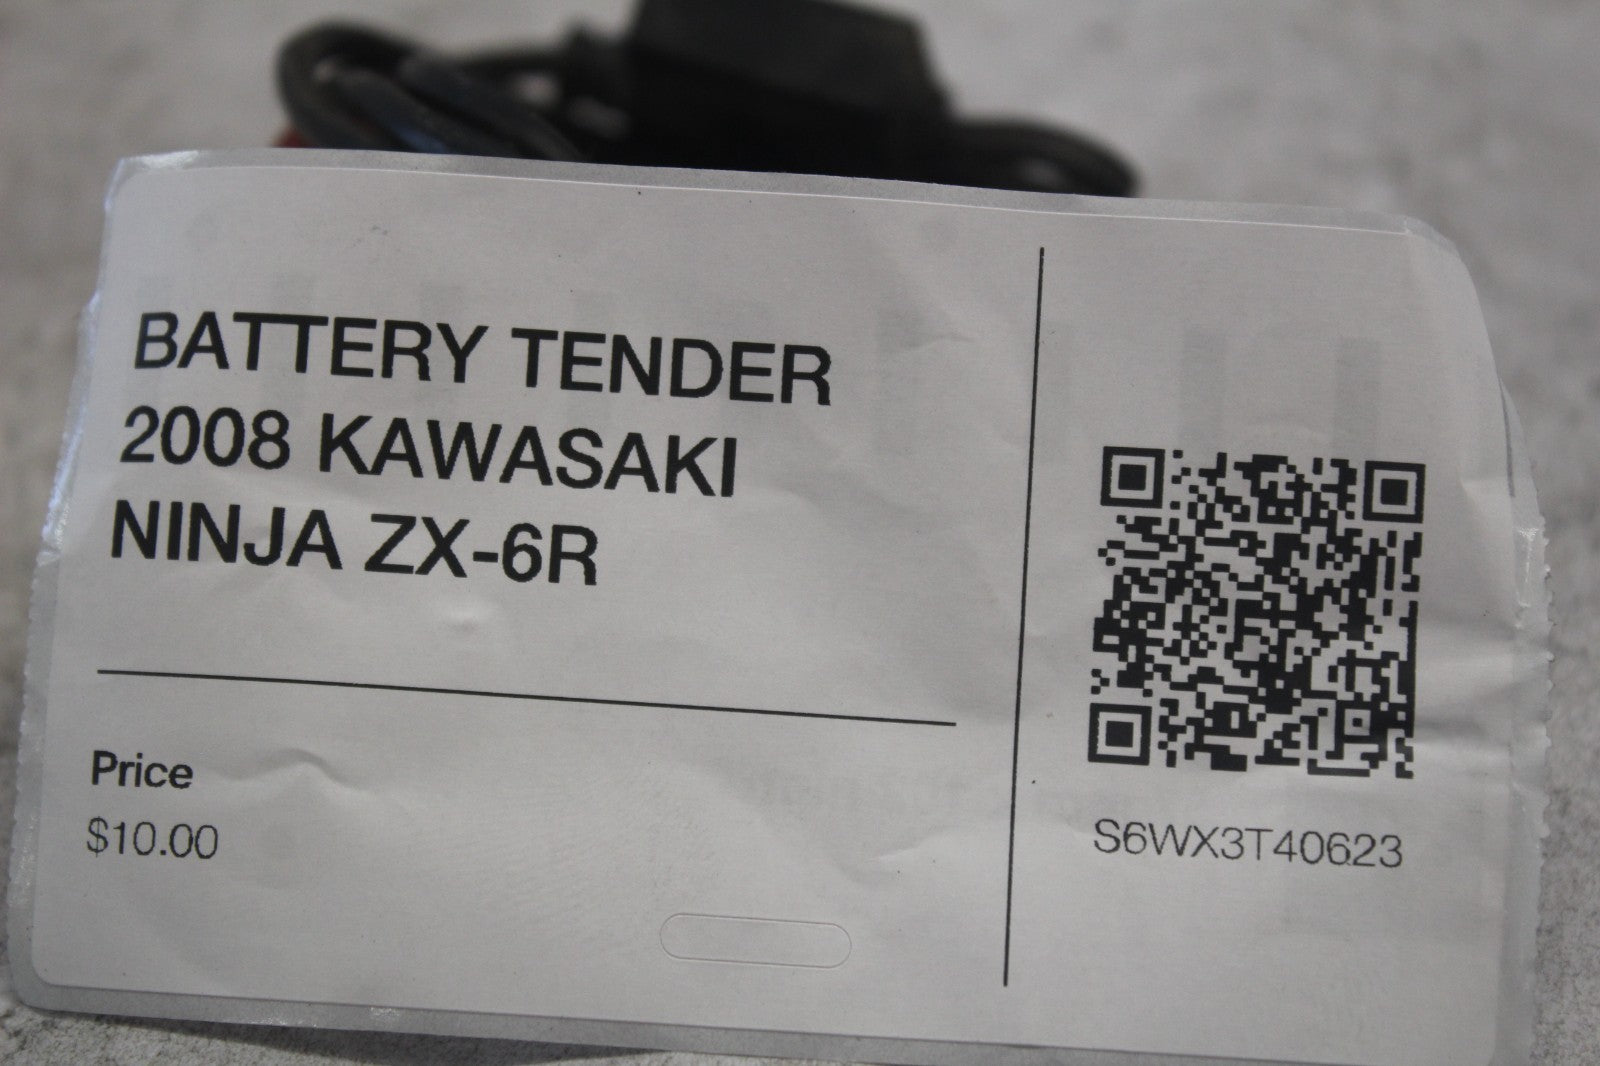 BATTERY TENDER
2008 KAWASAKI
NINJA ZX-6R
Price
$10.00
S6WX3T40623